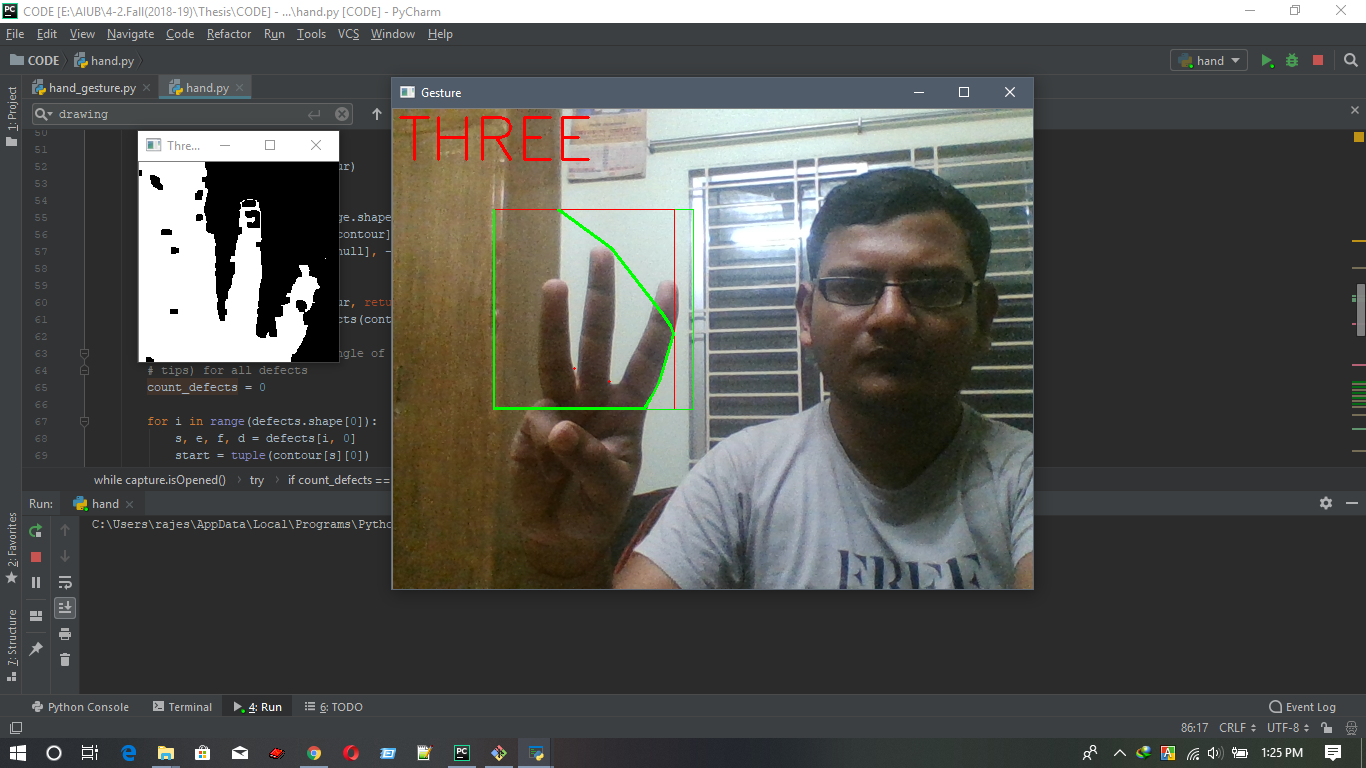 CODE [E:\AIUB\4-2.Fall(2018-19)\Thesis\CODE] - ...\hand.py [CODE] - PyCharm
File Edit View Navigate Code Refactor Run Tools VCS Window Help
CODE hand.py hand
hand_gesture.py hand.py
drawing
1: Project
Gesture
THREE
Thre...
50
51
52 ur)
53
54
55 ge.shape
56 contour]
57 null], -
58
59
60 ur, retu
61 cts(cont
62
63 ngle of
64 # tips) for all defects
65 count_defects = 0
66
67 for i in range(defects.shape[0]):
68 s, e, f, d = defects[i, 0]
69 start = tuple(contour[s][0])
while capture.isOpened() try if count_defects ==
FREE
Run: hand
C:\Users\rajes\AppData\Local\Programs\Pytho
2: Favorites
7: Structure
Python Console Terminal 4: Run 6: TODO Event Log
86:17 CRLF UTF-8
1:25 PM